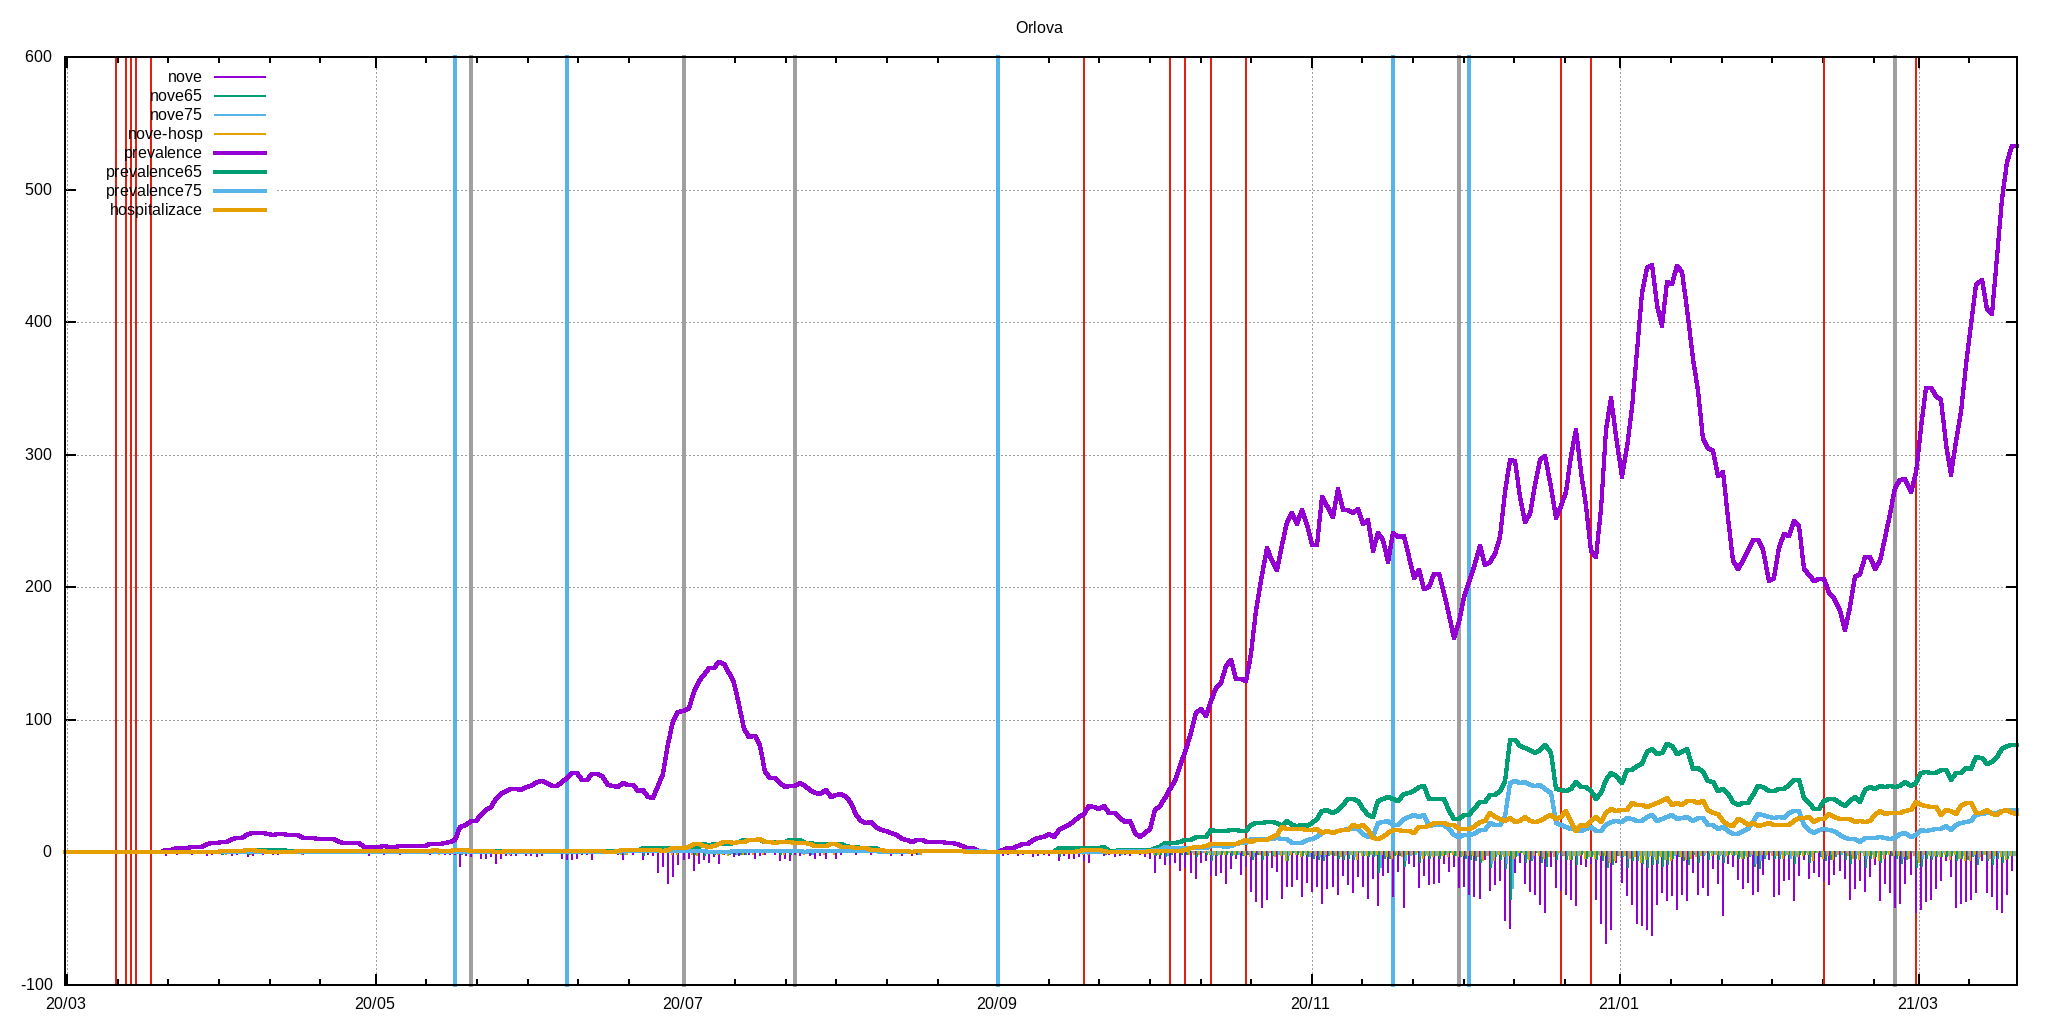 Orlova
600
nove
nove65
nove75
nove-hosp
prevalence
prevalence65
prevalence75
hospitalizace
500
400
300
200
100
0
-100
20/03 20/05 20/07 20/09 20/11 21/01 21/03